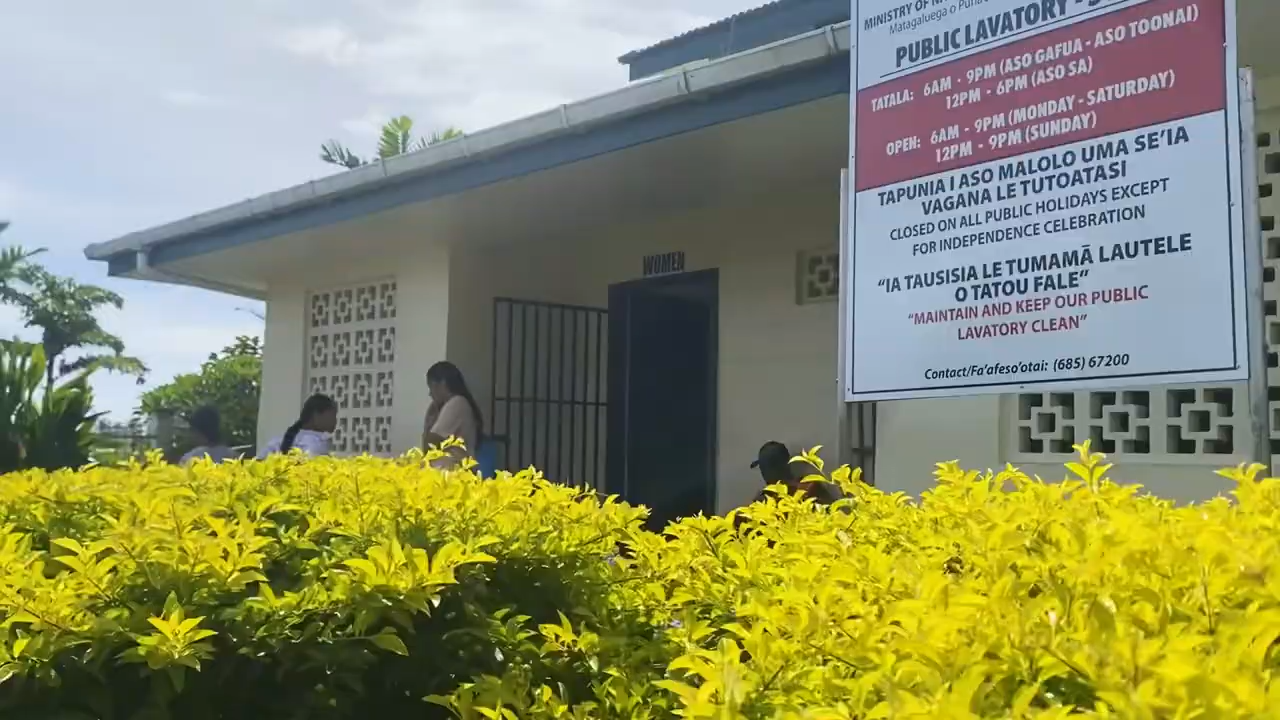 MINISTRY OF
Matagaluega o
PUBLIC LAVATORY -
TATALA: 6AM - 9PM (ASO GAFUA - ASO TOONAI)
12PM - 6PM (ASO SA)
OPEN: 6AM - 9PM (MONDAY - SATURDAY)
12PM - 9PM (SUNDAY)
TAPUNIA I ASO MALOLO UMA SE'IA
VAGANA LE TUTOATASI
CLOSED ON ALL PUBLIC HOLIDAYS EXCEPT
FOR INDEPENDENCE CELEBRATION
"IA TAUSISIA LE TUMAMĀ LAUTELE
O TATOU FALE"
"MAINTAIN AND KEEP OUR PUBLIC
LAVATORY CLEAN"
Contact/Fa'afeso'otai: (685) 67200
WOMEN